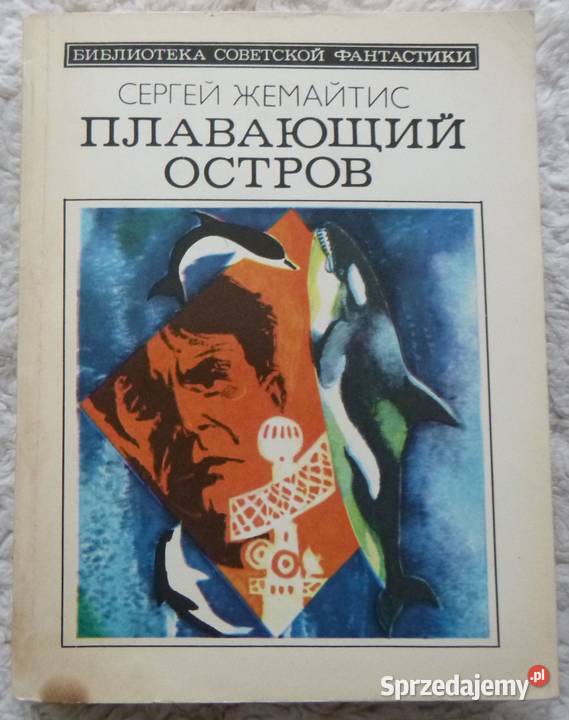 БИБЛИОТЕКА СОВЕТСКОЙ ФАНТАСТИКИ
СЕРГЕЙ ЖЕМАЙТИС
ПЛАВАЮЩИЙ
ОСТРОВ
Sprzedajemy.pl